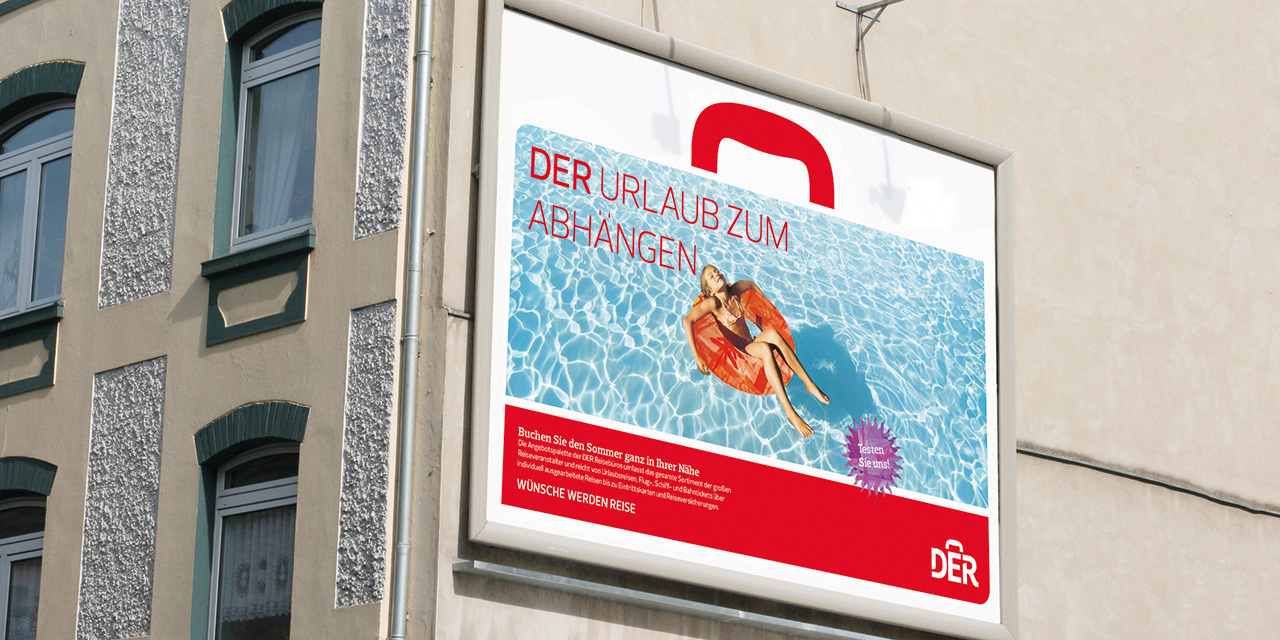 DER URLAUB ZUM
ABHÄNGEN
Buchen Sie den Sommer ganz in Ihrer Nähe
Die Angebotspalette der DER Reisebüros umfasst das gesamte Sortiment der großen
Reiseveranstalter und reicht von Urlaubsreisen, Flug-, Schiff- und Bahntickets über
individuell ausgearbeitete Reisen bis zu Eintrittskarten und Reiseversicherungen.
WÜNSCHE WERDEN REISE
Testen
Sie uns!
DER